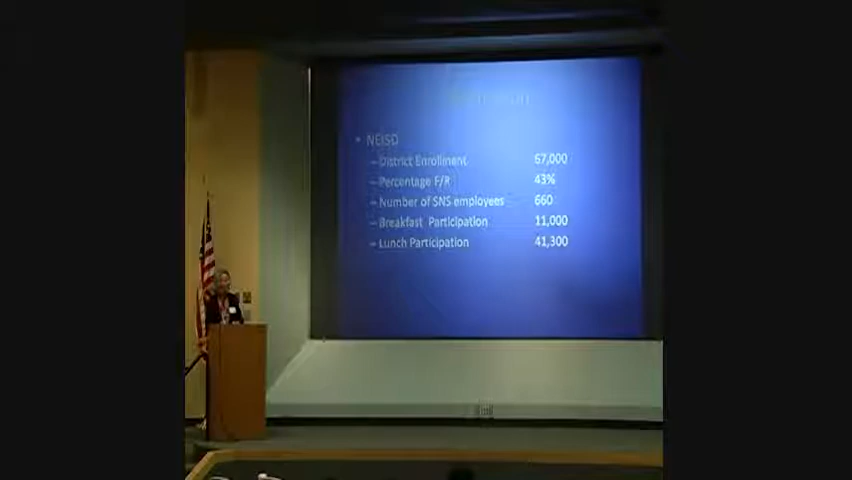 • NEISD
– District Enrollment 67,000
– Percentage F/R 43%
– Number of SNS employees 660
– Breakfast Participation 11,000
– Lunch Participation 41,300